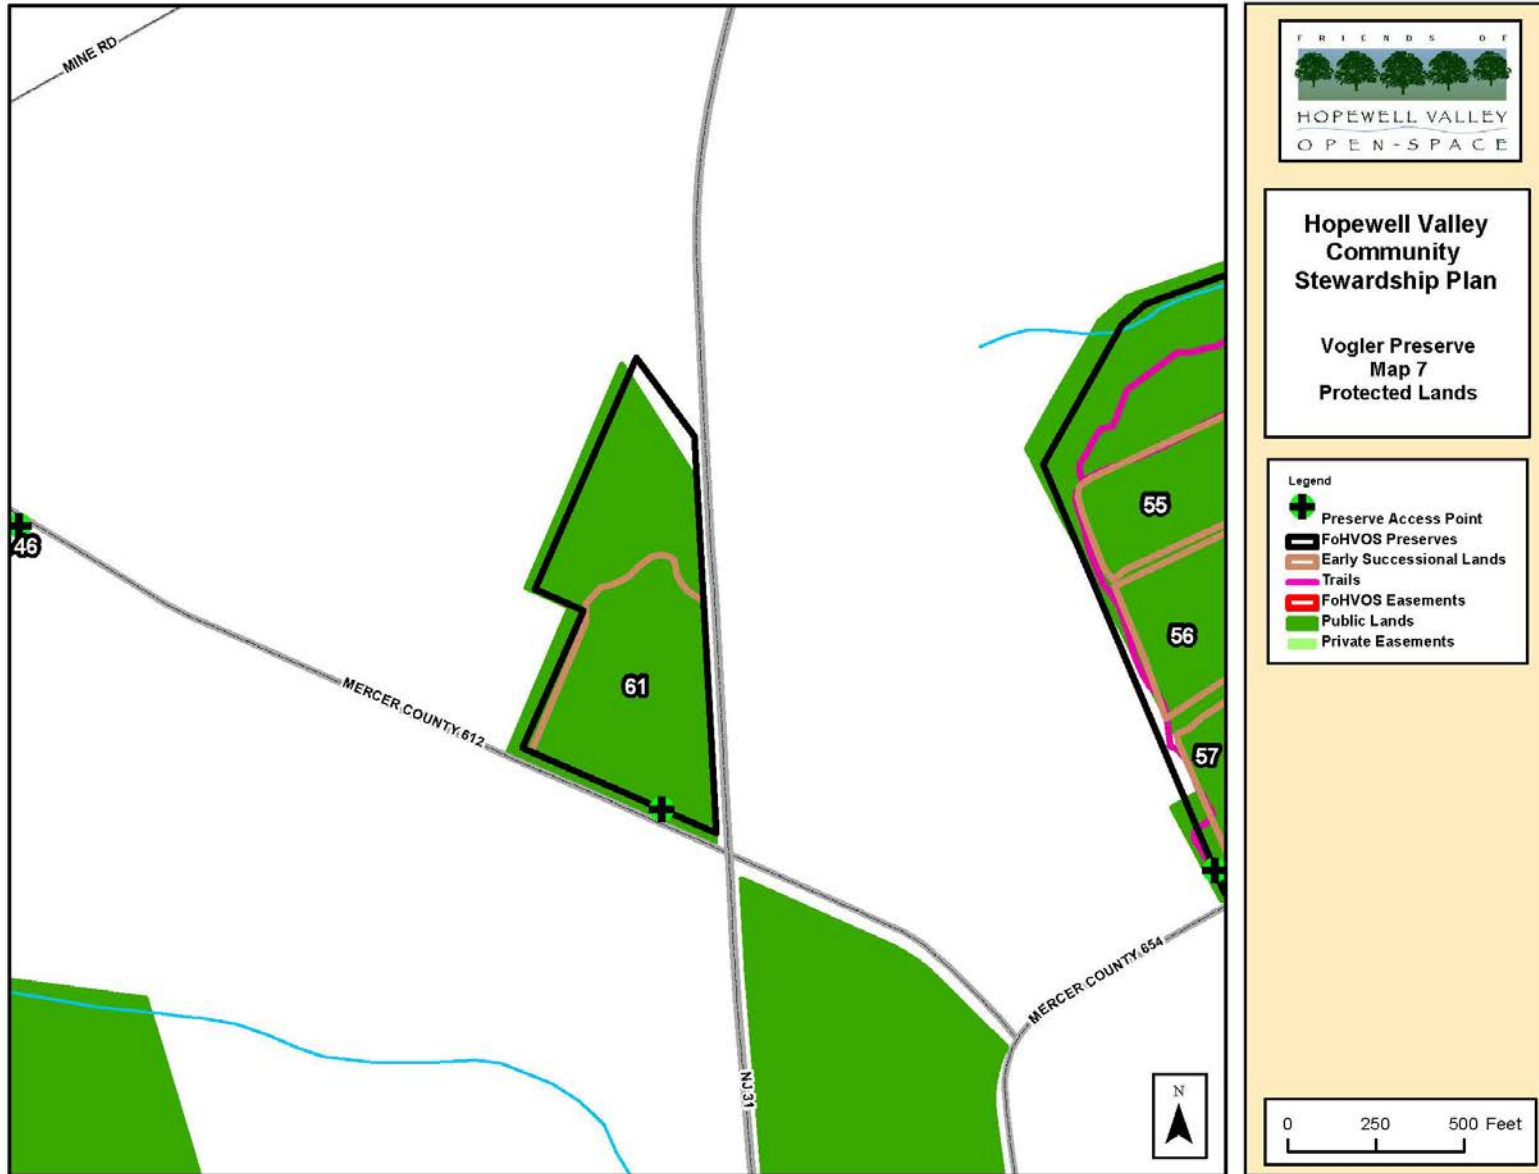 MINE RD
46
MERCER COUNTY 612
61
55
56
57
MERCER COUNTY 654
NJ 31
N
FRIENDS OF
HOPEWELL VALLEY
OPEN-SPACE
Hopewell Valley
Community
Stewardship Plan
Vogler Preserve
Map 7
Protected Lands
Legend
Preserve Access Point
FoHVOS Preserves
Early Successional Lands
Trails
FoHVOS Easements
Public Lands
Private Easements
0 250 500 Feet